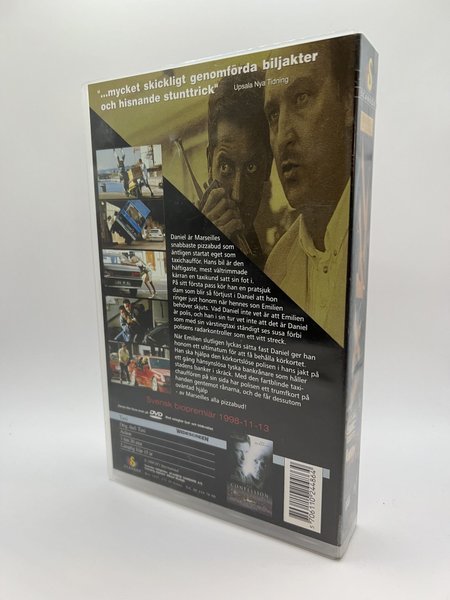 "...mycket skickligt genomförda biljakter
och hisnande stunttrick"
Upsala Nya Tidning
Daniel är Marseilles
snabbaste pizzabud som
äntligen startat eget som
taxichaufför. Hans bil är den
häftigaste, mest vältrimmade
kärran en taxikund satt sin fot i.
På sitt första pass kör han en pratsjuk
dam som blir så förtjust i Daniel att hon
ringer just honom när hennes son Emilien
behöver skjuts. Vad Daniel inte vet är att Emilien
är polis, och han i sin tur vet inte att det är Daniel
som med sin värstingtaxi ständigt ses susa förbi
polisens radarkontroller som ett vitt streck.
När Emilien slutligen lyckas sätta fast Daniel ger han
honom ett ultimatum för att få behålla körkortet.
Han ska hjälpa den körkortslöse polisen i hans jakt på
ett gäng hänsynslösa tyska bankrånare som håller
stadens banker i skräck. Med den fartblinde taxi-
chauffören på sin sida har polisen ett trumfkort på
handen gentemot rånarna, och de får dessutom
oväntad hjälp
- av Marseilles alla pizzabud!
Svensk biopremiär 1998-11-13
DVD
WIDESCREEN
5 706110 244864